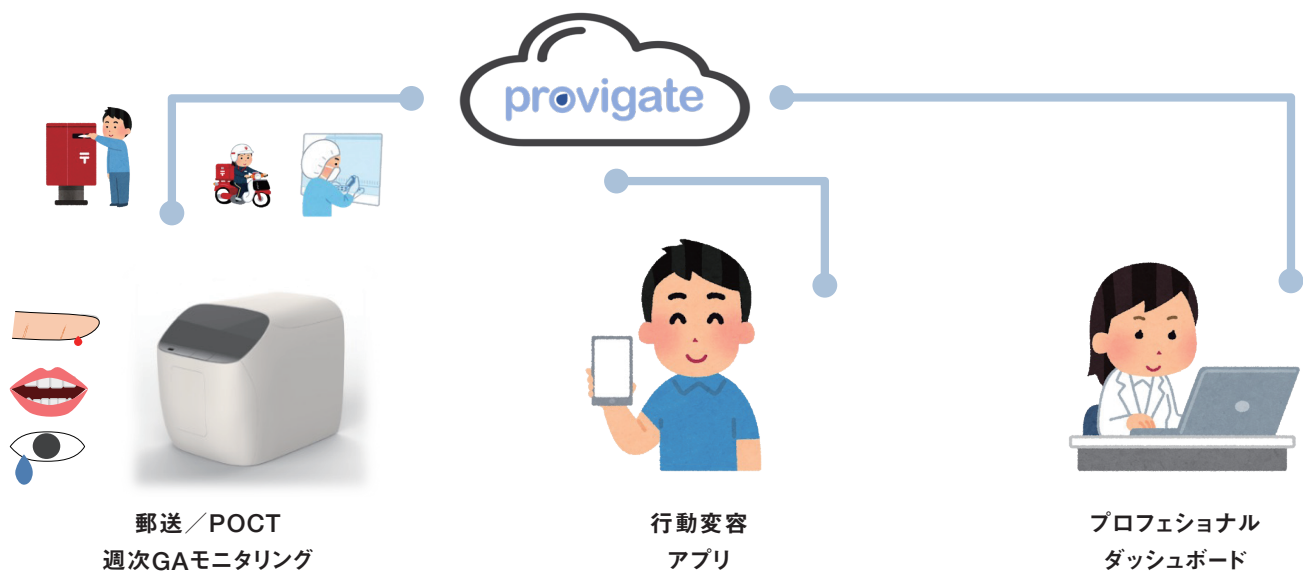 provigate
郵送／POCT
週次GAモニタリング
行動変容
アプリ
プロフェショナル
ダッシュボード